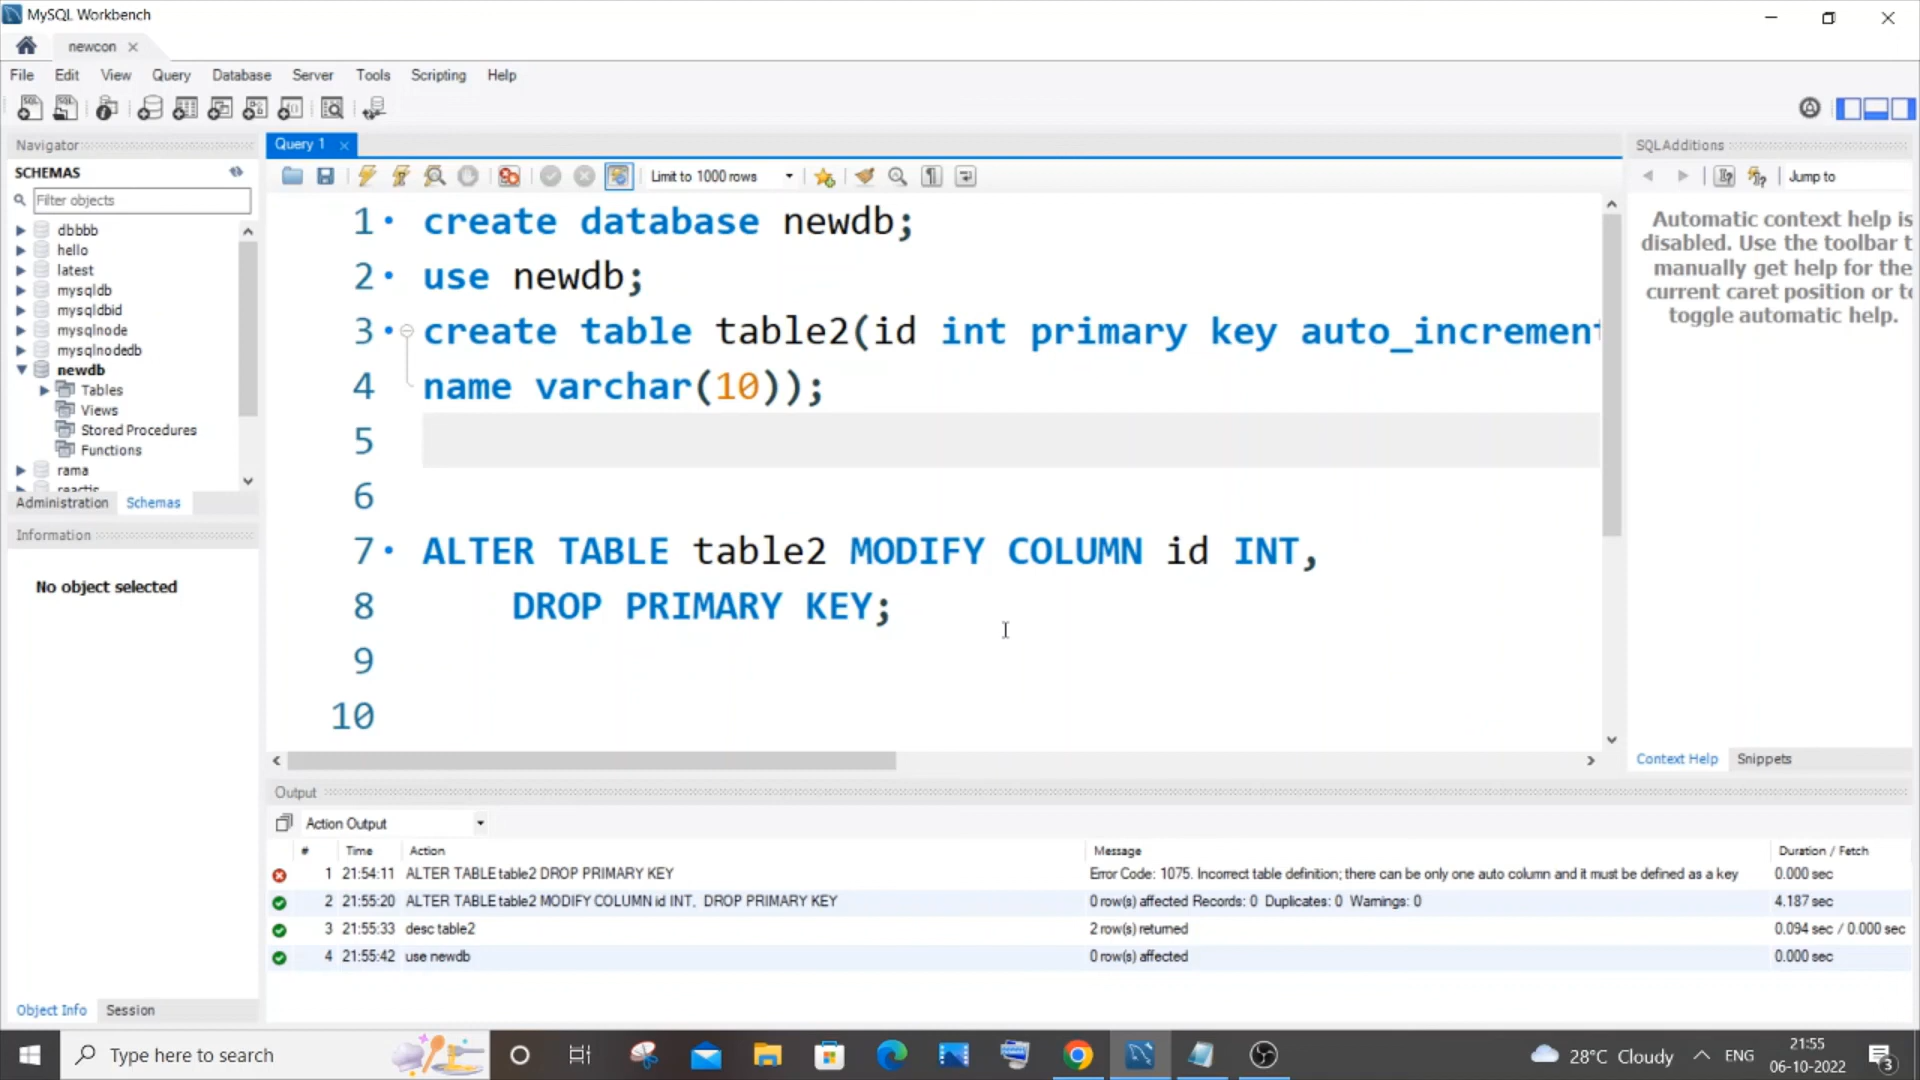 MySQL Workbench
newcon
File Edit View Query Database Server Tools Scripting Help
Navigator
SCHEMAS
Filter objects
dbbbb
hello
latest
mysqldb
mysqldbid
mysqlnode
mysqlnodedb
newdb
Tables
Views
Stored Procedures
Functions
rama
reactjs
Administration Schemas
Information
No object selected
Object Info Session
Query 1
Limit to 1000 rows
1 create database newdb;
2 use newdb;
3 create table table2(id int primary key auto_increment
4 name varchar(10));
5
6
7 ALTER TABLE table2 MODIFY COLUMN id INT,
8 DROP PRIMARY KEY;
9
10
SQLAdditions
Jump to
Automatic context help is
disabled. Use the toolbar t
manually get help for the
current caret position or to
toggle automatic help.
Context Help Snippets
Output
Action Output
# Time Action Message Duration / Fetch
1 21:54:11 ALTER TABLE table2 DROP PRIMARY KEY Error Code: 1075. Incorrect table definition; there can be only one auto column and it must be defined as a key 0.000 sec
2 21:55:20 ALTER TABLE table2 MODIFY COLUMN id INT, DROP PRIMARY KEY 0 row(s) affected Records: 0 Duplicates: 0 Warnings: 0 4.187 sec
3 21:55:33 desc table2 2 row(s) returned 0.094 sec / 0.000 sec
4 21:55:42 use newdb 0 row(s) affected 0.000 sec
Type here to search
28°C Cloudy
ENG
21:55
06-10-2022
3